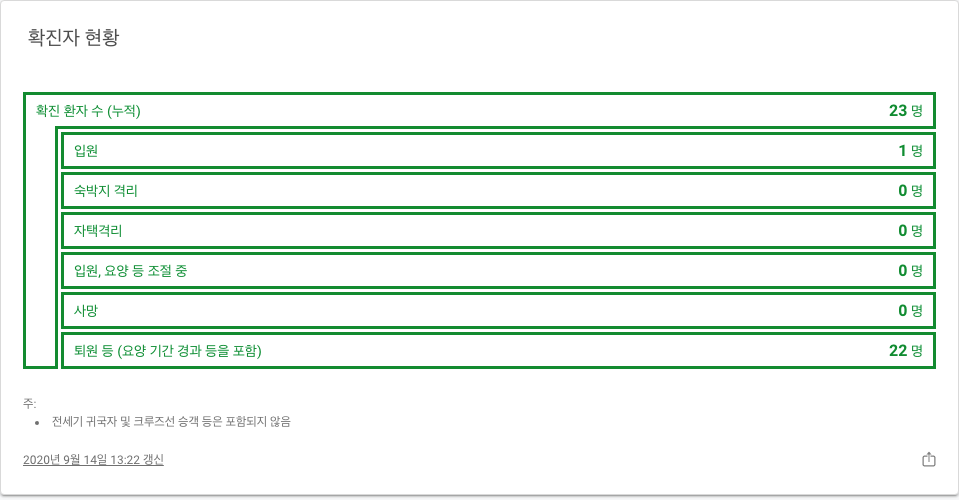 확진자 현황
확진 환자 수 (누적) 23 명
입원 1 명
숙박지 격리 0 명
자택격리 0 명
입원, 요양 등 조절 중 0 명
사망 0 명
퇴원 등 (요양 기간 경과 등을 포함) 22 명
주:
• 전세기 귀국자 및 크루즈선 승객 등은 포함되지 않음
2020년 9월 14일 13:22 갱신